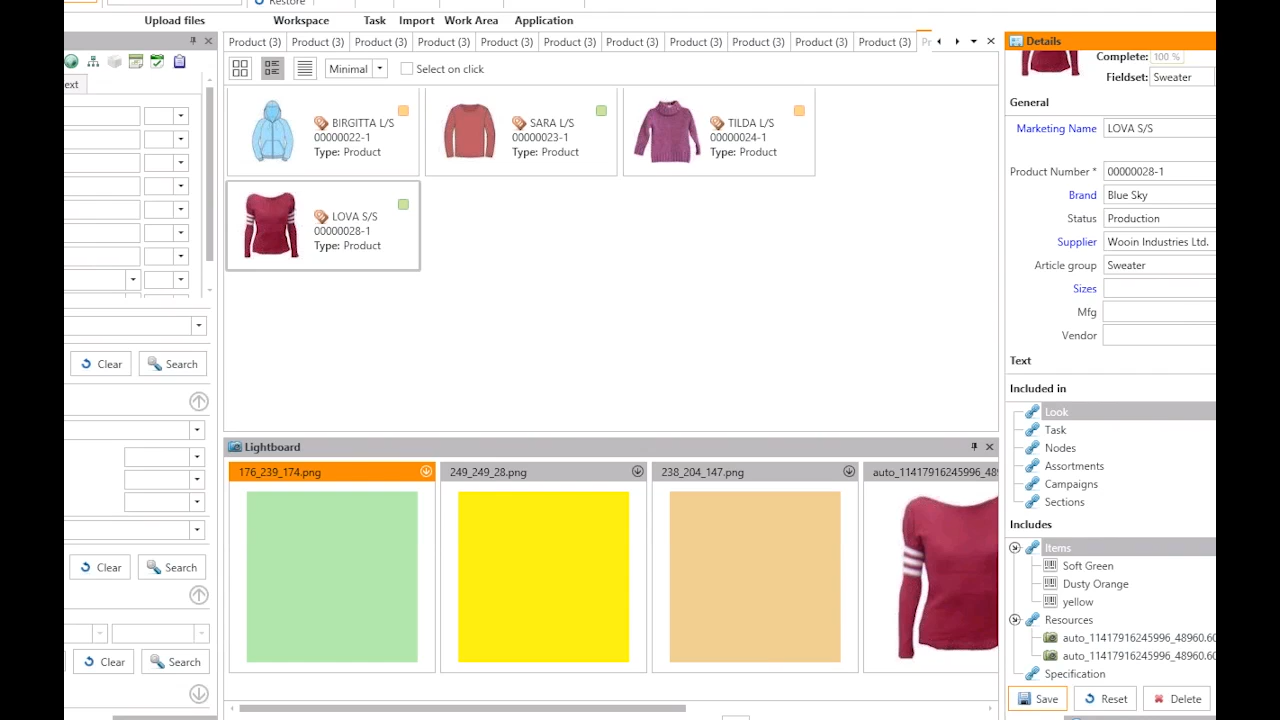 Restore
Upload files Workspace Task Import Work Area Application
Product (3) Product (3) Product (3) Product (3) Product (3) Product (3) Product (3) Product (3) Product (3) Product (3) Product (3) Pr
Details
ext
Minimal
Select on click
Complete: 100 %
Fieldset: Sweater
BIRGITTA L/S
00000022-1
Type: Product
SARA L/S
00000023-1
Type: Product
TILDA L/S
00000024-1
Type: Product
LOVA S/S
00000028-1
Type: Product
General
Marketing Name LOVA S/S
Product Number * 00000028-1
Brand Blue Sky
Status Production
Supplier Wooin Industries Ltd.
Article group Sweater
Sizes
Mfg
Vendor
Text
Included in
Look
Task
Nodes
Assortments
Campaigns
Sections
Includes
Items
Soft Green
Dusty Orange
yellow
Resources
auto_11417916245996_48960.60
auto_11417916245996_48960.60
Specification
Save Reset Delete
Clear Search
Clear Search
Clear Search
Lightboard
176_239_174.png 249_249_28.png 238_204_147.png auto_11417916245996_489